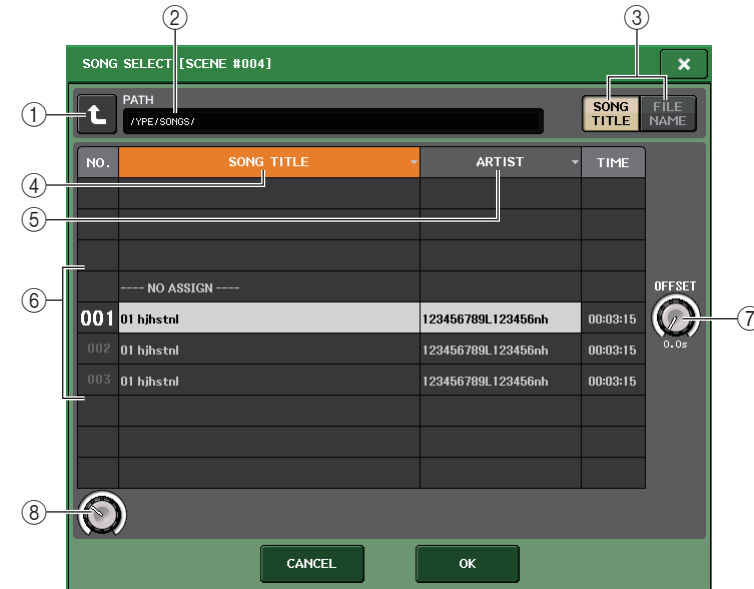 ② ③
SONG SELECT [SCENE #004] ×
① PATH
/YPE/SONGS/
SONG TITLE
FILE NAME
NO. SONG TITLE ARTIST TIME
④
⑤
⑥ ---- NO ASSIGN ---- OFFSET
001 01 hjhstnl 123456789L123456nh 00:03:15 ⑦
002 01 hjhstnl 123456789L123456nh 00:03:15 0.0s
003 01 hjhstnl 123456789L123456nh 00:03:15
⑧
CANCEL OK